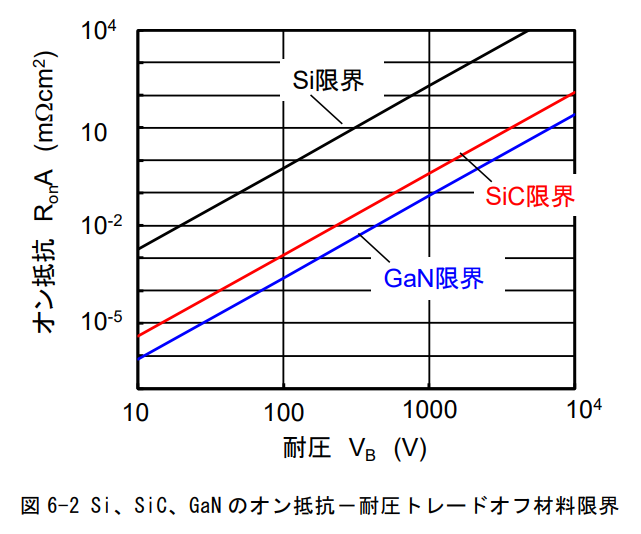 10⁴
10
10⁻²
10⁻⁵
オン抵抗 RonA (mΩcm²)
Si限界
SiC限界
GaN限界
10 100 1000 10⁴
耐圧 VB (V)
図 6-2 Si、SiC、GaN のオン抵抗－耐圧トレードオフ材料限界